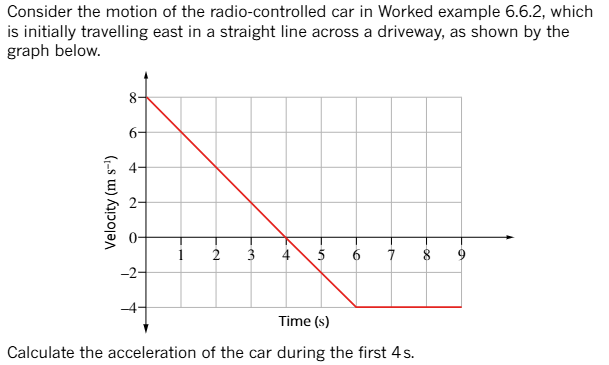 Consider the motion of the radio-controlled car in Worked example 6.6.2, which
is initially travelling east in a straight line across a driveway, as shown by the
graph below.
8
6
4
2
0
−2
−4
Velocity (m s⁻¹)
1 2 3 4 5 6 7 8 9
Time (s)
Calculate the acceleration of the car during the first 4 s.